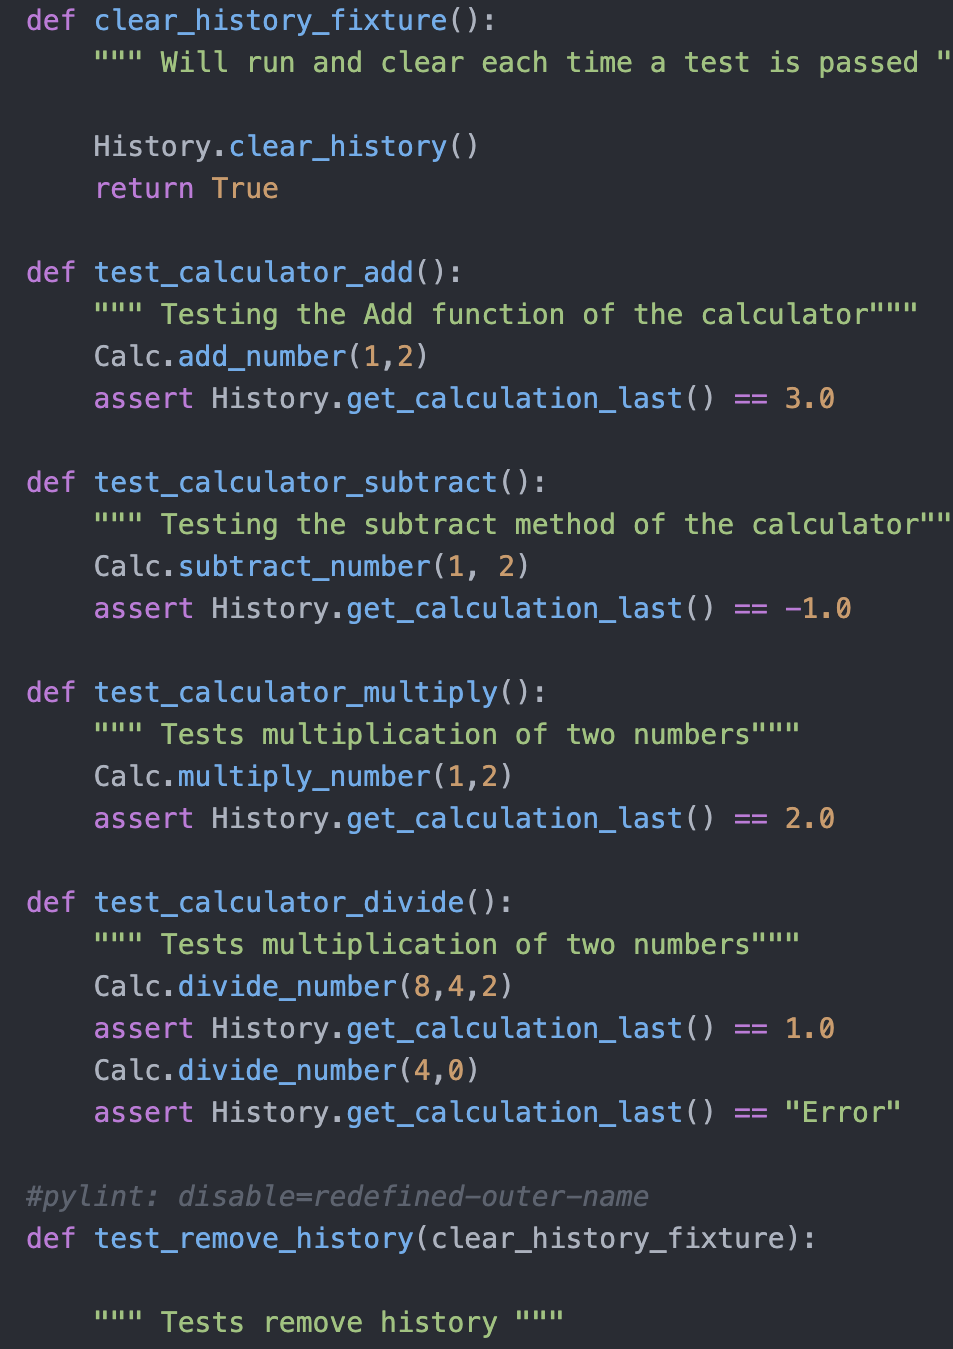 def clear_history_fixture():
    """ Will run and clear each time a test is passed "
    History.clear_history()
    return True
def test_calculator_add():
    """ Testing the Add function of the calculator"""
    Calc.add_number(1,2)
    assert History.get_calculation_last() == 3.0
def test_calculator_subtract():
    """ Testing the subtract method of the calculator""
    Calc.subtract_number(1, 2)
    assert History.get_calculation_last() == -1.0
def test_calculator_multiply():
    """ Tests multiplication of two numbers"""
    Calc.multiply_number(1,2)
    assert History.get_calculation_last() == 2.0
def test_calculator_divide():
    """ Tests multiplication of two numbers"""
    Calc.divide_number(8,4,2)
    assert History.get_calculation_last() == 1.0
    Calc.divide_number(4,0)
    assert History.get_calculation_last() == "Error"
#pylint: disable=redefined-outer-name
def test_remove_history(clear_history_fixture):
    """ Tests remove history """